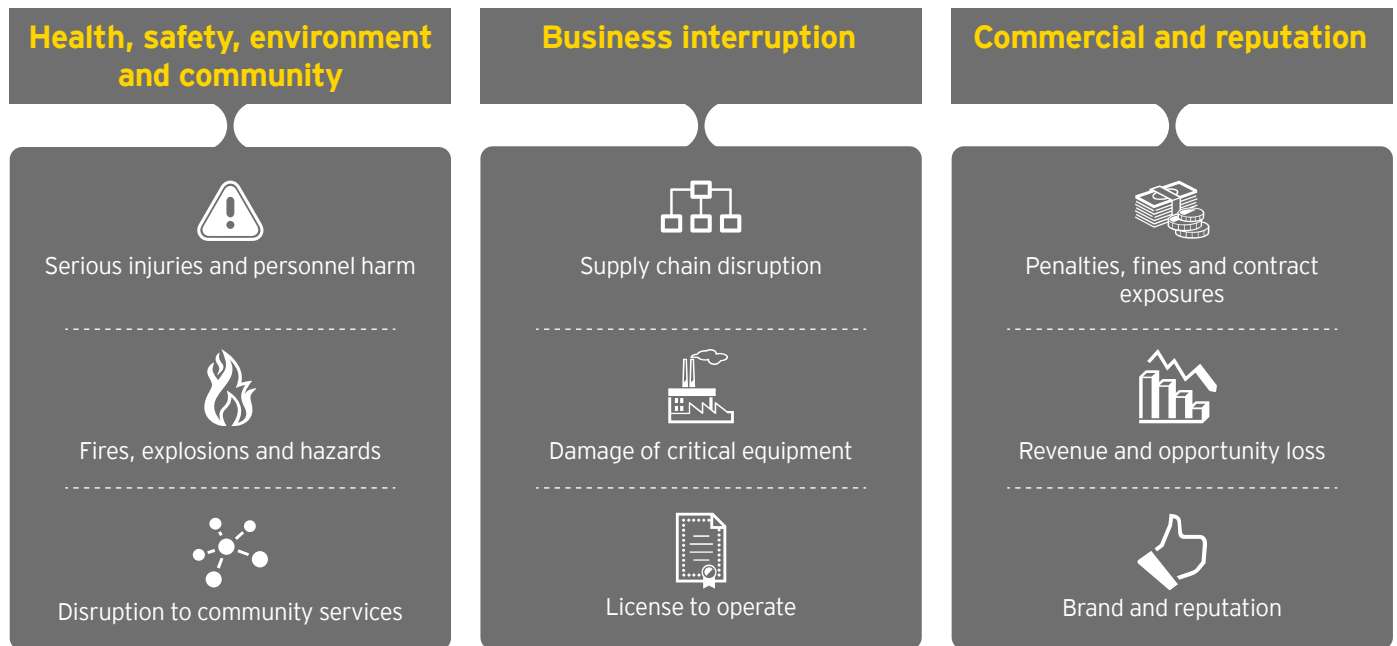 Health, safety, environment
and community
Serious injuries and personnel harm
Fires, explosions and hazards
Disruption to community services
Business interruption
Supply chain disruption
Damage of critical equipment
License to operate
Commercial and reputation
Penalties, fines and contract
exposures
Revenue and opportunity loss
Brand and reputation